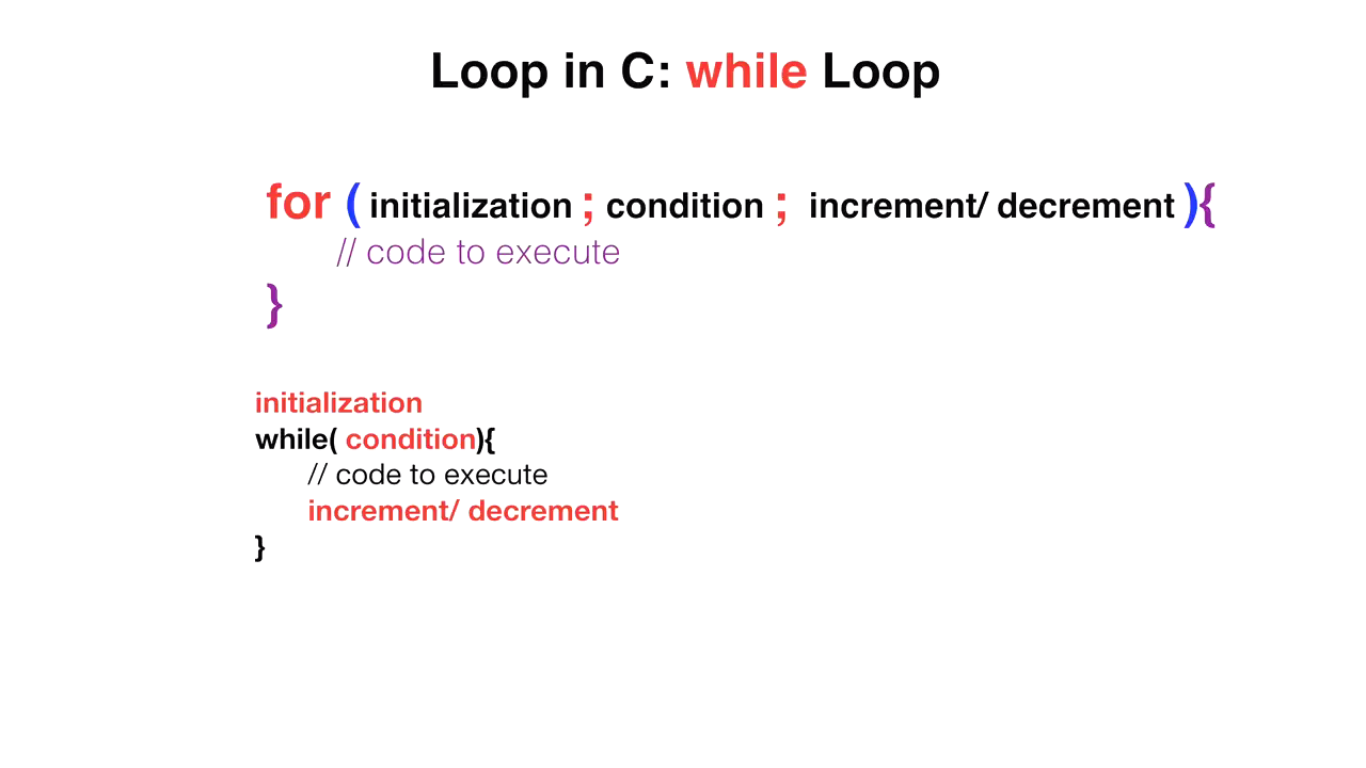 Loop in C: while Loop
for ( initialization ; condition ; increment/ decrement ){
// code to execute
}
initialization
while( condition){
// code to execute
increment/ decrement
}